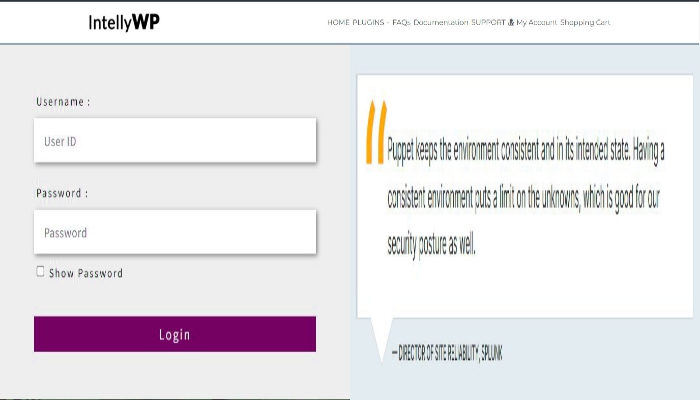 IntellyWP
HOME PLUGINS - FAQs Documentation SUPPORT My Account Shopping Cart
Username :
User ID
Password :
Password
Show Password
Login
“
Puppet keeps the environment consistent and in its intended state. Having a
consistent environment puts a limit on the unknowns, which is good for our
security posture as well.
— DIRECTOR OF SITE RELIABILITY, SPLUNK